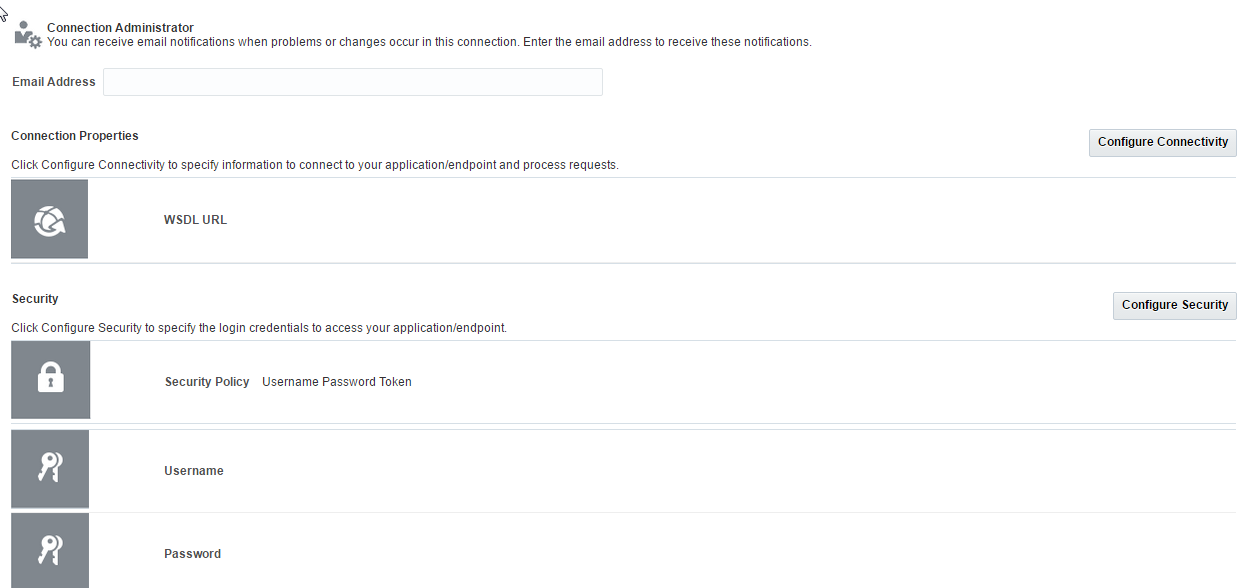 Connection Administrator
You can receive email notifications when problems or changes occur in this connection. Enter the email address to receive these notifications.
Email Address
Connection Properties
Configure Connectivity
Click Configure Connectivity to specify information to connect to your application/endpoint and process requests.
WSDL URL
Security
Configure Security
Click Configure Security to specify the login credentials to access your application/endpoint.
Security Policy Username Password Token
Username
Password